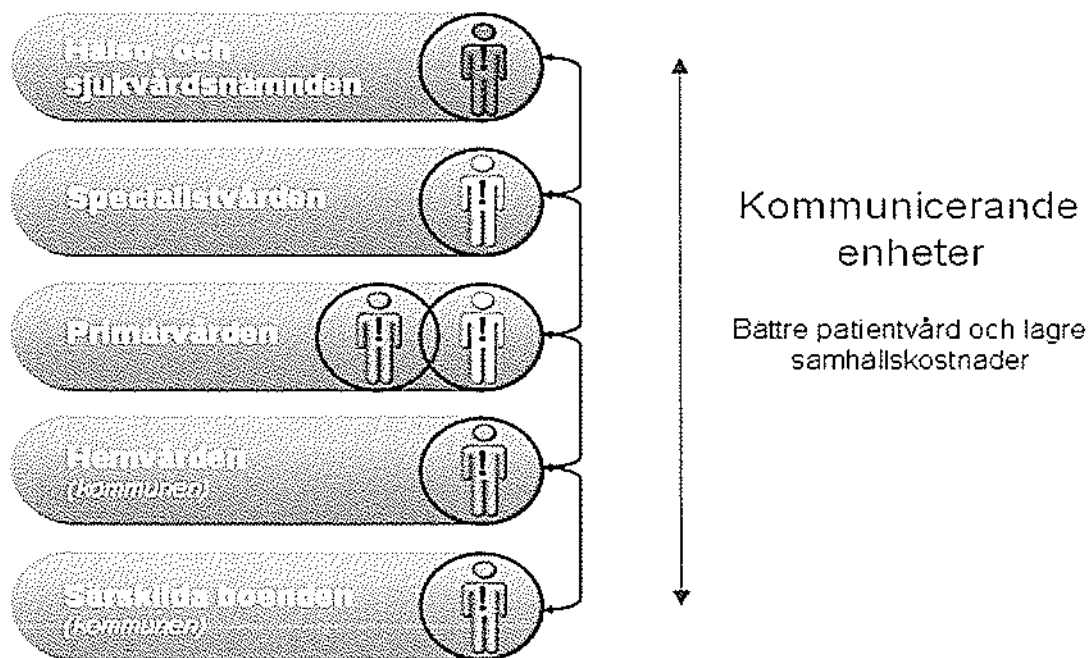 Hälso- och
sjukvårdsnämnden
Specialistvården
Primärvården
Hemvården
(kommunen)
Särskilda boenden
(kommunen)
Kommunicerande
enheter
Bättre patientvård och lägre
samhällskostnader